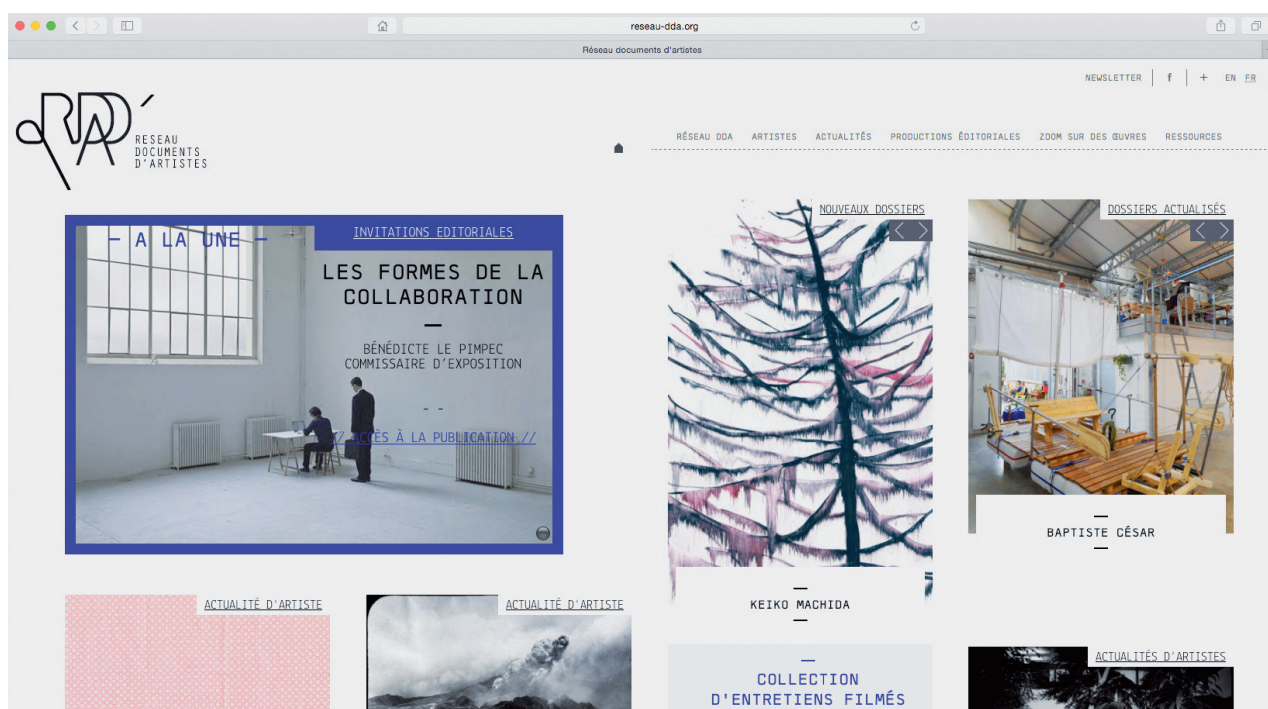 reseau-dda.org
Réseau documents d'artistes
NEWSLETTER
f
+
EN FR
RDDA
RESEAU
DOCUMENTS
D'ARTISTES
RÉSEAU DDA ARTISTES ACTUALITÉS PRODUCTIONS ÉDITORIALES ZOOM SUR DES ŒUVRES RESSOURCES
— A LA UNE —
INVITATIONS EDITORIALES
LES FORMES DE LA
COLLABORATION
—
BÉNÉDICTE LE PIMPEC
COMMISSAIRE D'EXPOSITION
- -
// ACCÈS À LA PUBLICATION //
NOUVEAUX DOSSIERS
—
KEIKO MACHIDA
—
DOSSIERS ACTUALISÉS
—
BAPTISTE CÉSAR
—
ACTUALITÉ D'ARTISTE
ACTUALITÉ D'ARTISTE
—
COLLECTION
D'ENTRETIENS FILMÉS
ACTUALITÉS D'ARTISTES